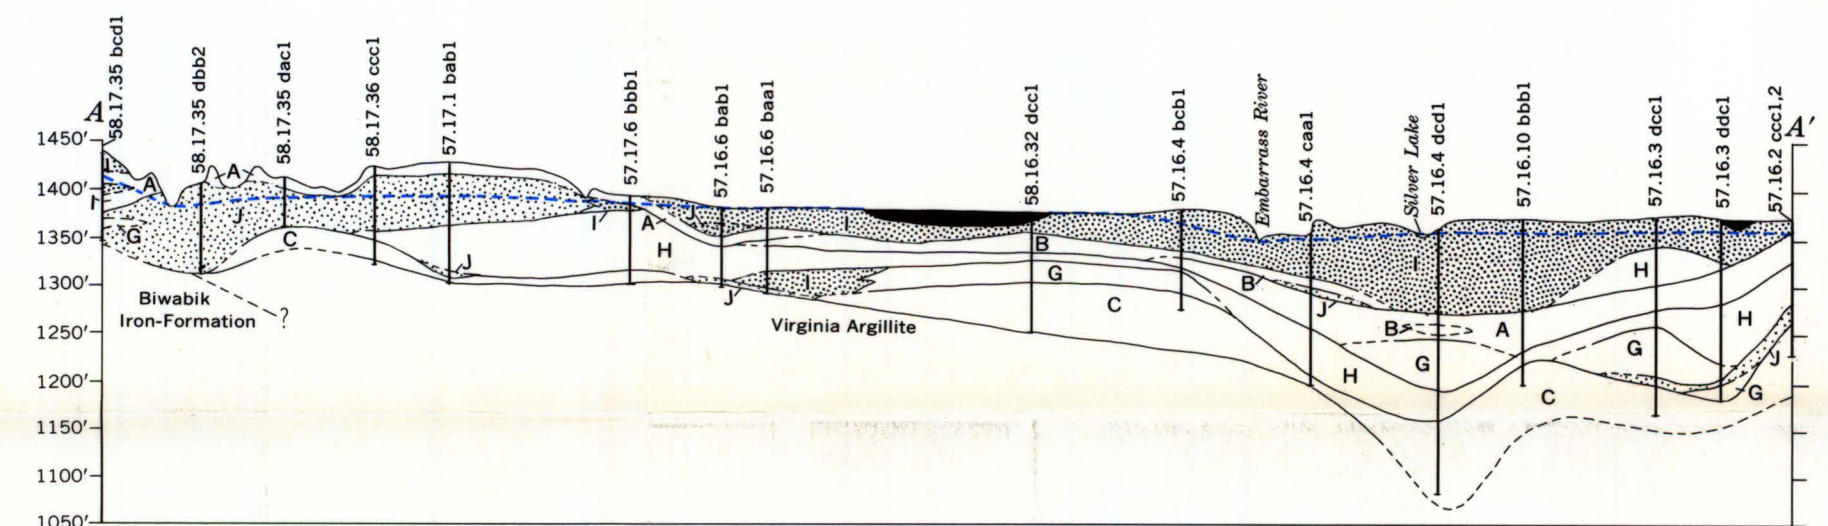 A
58.17.35 bcd1
58.17.35 dbb2
58.17.35 dac1
58.17.36 ccc1
57.17.1 bab1
57.17.6 bbb1
57.16.6 bab1
57.16.6 baa1
58.16.32 dcc1
57.16.4 bcb1
Embarrass River
57.16.4 caa1
Silver Lake
57.16.4 dcd1
57.16.10 bbb1
57.16.3 dcc1
57.16.3 ddc1
57.16.2 ccc1,2
A'
1450'
1400'
1350'
1300'
1250'
1200'
1150'
1100'
1050'
I
A
A
I
J
G
C
J
I
A
J
H
J
I
I
B
G
C
B
I
J
B
A
G
H
H
G
C
H
J
G
Biwabik
Iron-Formation
?
Virginia Argillite